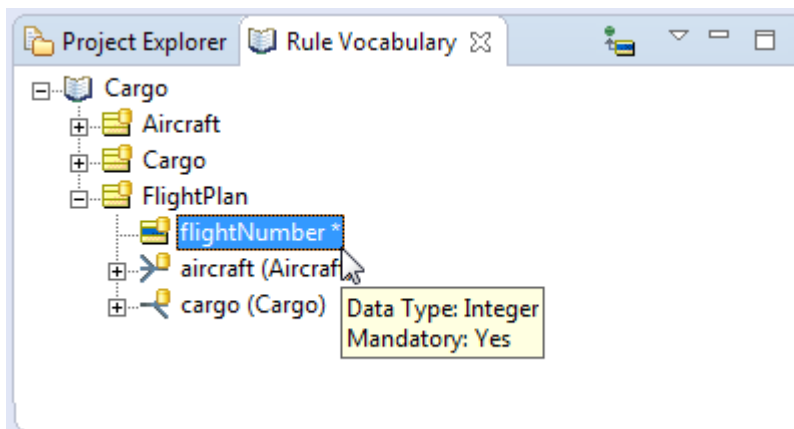 Project Explorer Rule Vocabulary
Cargo
Aircraft
Cargo
FlightPlan
flightNumber *
aircraft (Aircraf
cargo (Cargo)
Data Type: Integer
Mandatory: Yes